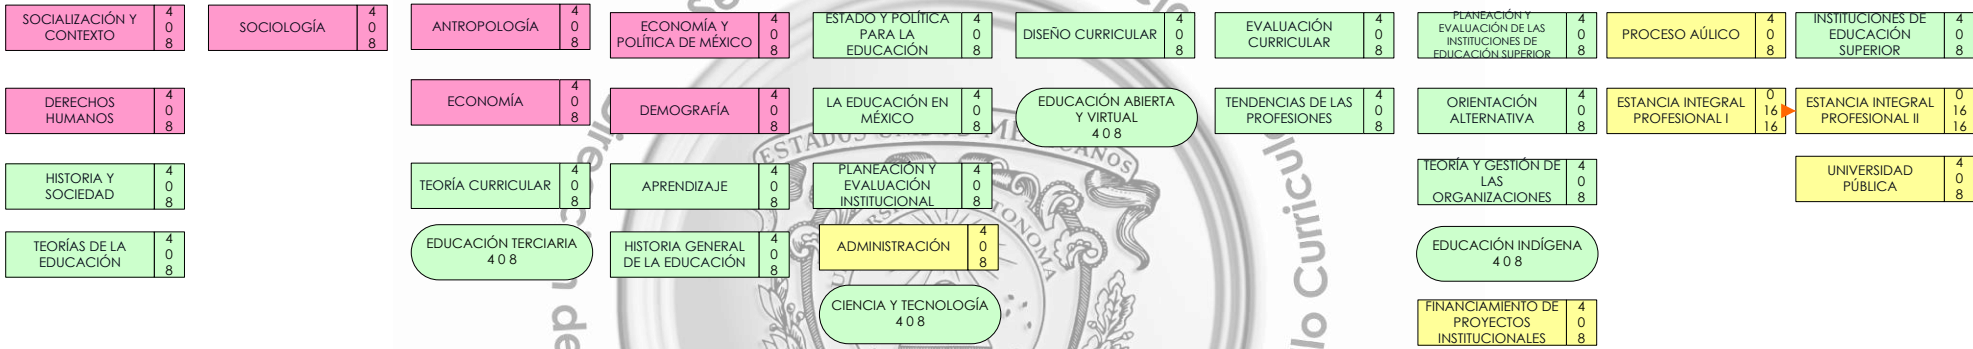 SOCIALIZACIÓN Y
CONTEXTO
4
0
8
SOCIOLOGÍA
4
0
8
ANTROPOLOGÍA
4
0
8
ECONOMÍA Y
POLÍTICA DE MÉXICO
4
0
8
ESTADO Y POLÍTICA
PARA LA
EDUCACIÓN
4
0
8
DISEÑO CURRICULAR
4
0
8
EVALUACIÓN
CURRICULAR
4
0
8
PLANEACIÓN Y
EVALUACIÓN DE LAS
INSTITUCIONES DE
EDUCACIÓN SUPERIOR
4
0
8
PROCESO AÚLICO
4
0
8
INSTITUCIONES DE
EDUCACIÓN
SUPERIOR
4
0
8
DERECHOS
HUMANOS
4
0
8
ECONOMÍA
4
0
8
DEMOGRAFÍA
4
0
8
LA EDUCACIÓN EN
MÉXICO
4
0
8
EDUCACIÓN ABIERTA
Y VIRTUAL
4 0 8
TENDENCIAS DE LAS
PROFESIONES
4
0
8
ORIENTACIÓN
ALTERNATIVA
4
0
8
ESTANCIA INTEGRAL
PROFESIONAL I
0
16
16
ESTANCIA INTEGRAL
PROFESIONAL II
0
16
16
HISTORIA Y
SOCIEDAD
4
0
8
TEORÍA CURRICULAR
4
0
8
APRENDIZAJE
4
0
8
PLANEACIÓN Y
EVALUACIÓN
INSTITUCIONAL
4
0
8
TEORÍA Y GESTIÓN DE
LAS
ORGANIZACIONES
4
0
8
UNIVERSIDAD
PÚBLICA
4
0
8
TEORÍAS DE LA
EDUCACIÓN
4
0
8
EDUCACIÓN TERCIARIA
4 0 8
HISTORIA GENERAL
DE LA EDUCACIÓN
4
0
8
ADMINISTRACIÓN
4
0
8
EDUCACIÓN INDÍGENA
4 0 8
CIENCIA Y TECNOLOGÍA
4 0 8
FINANCIAMIENTO DE
PROYECTOS
INSTITUCIONALES
4
0
8